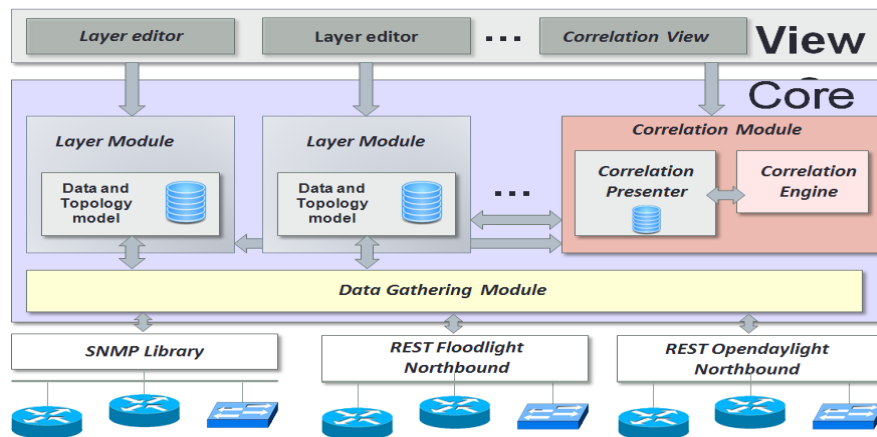 Layer editor
Layer editor
...
Correlation View
View
Core
Layer Module
Data and
Topology
model
Layer Module
Data and
Topology
model
...
Correlation Module
Correlation
Presenter
Correlation
Engine
Data Gathering Module
SNMP Library
REST Floodlight
Northbound
REST Opendaylight
Northbound